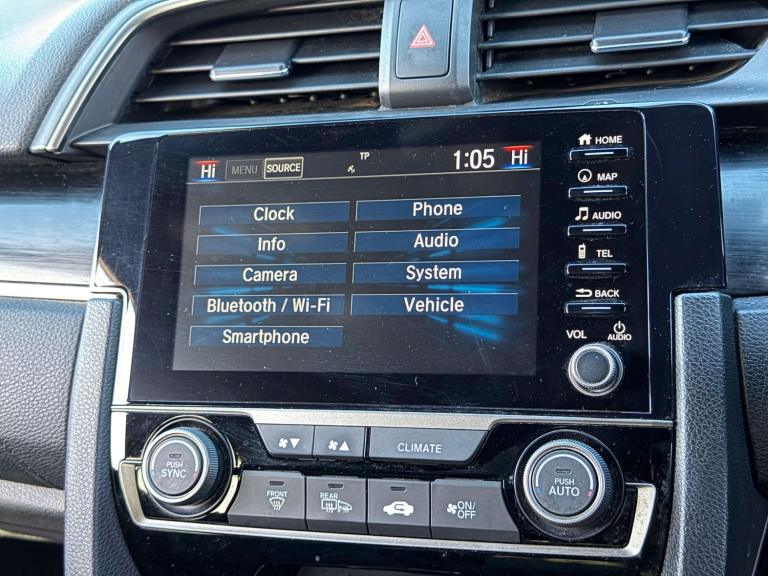 Hi MENU SOURCE TP 1:05 Hi
Clock Phone
Info Audio
Camera System
Bluetooth / Wi-Fi Vehicle
Smartphone
HOME
MAP
AUDIO
TEL
BACK
VOL AUDIO
CLIMATE
PUSH
SYNC
FRONT
REAR
ON/
OFF
PUSH
AUTO